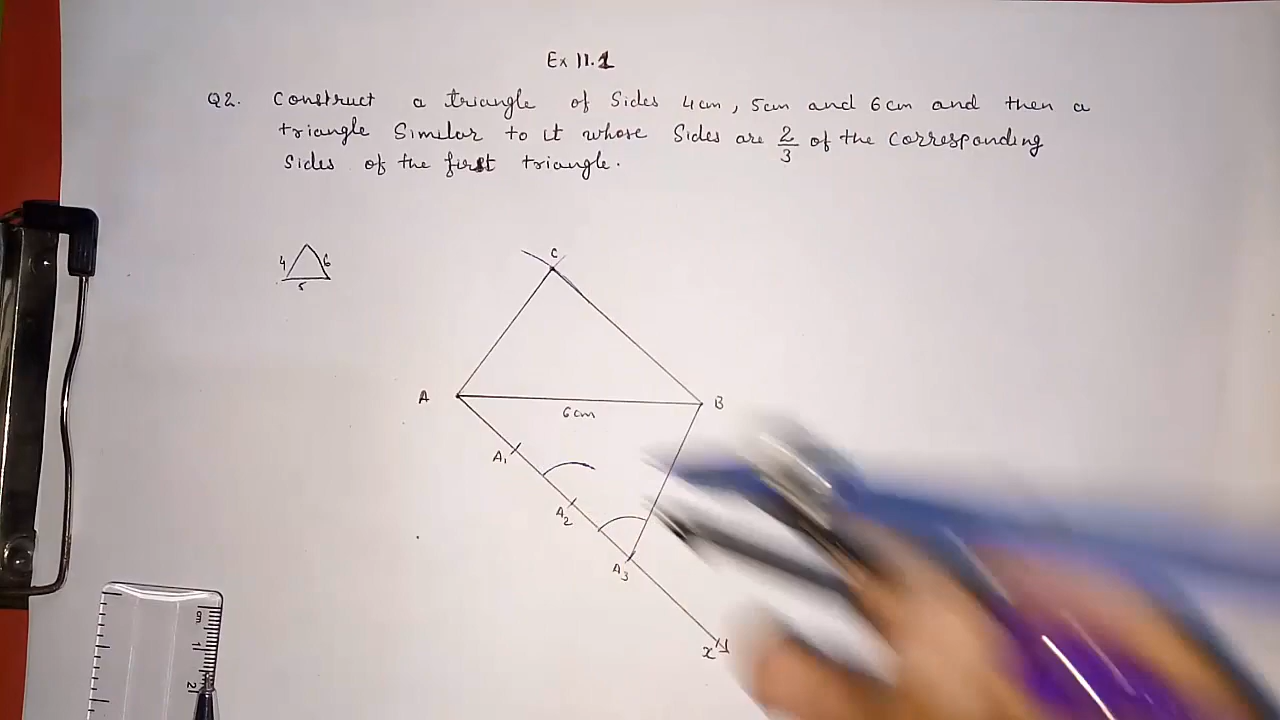 Ex 11.1
Q2. Construct a triangle of Sides 4cm, 5cm and 6cm and then a
triangle Similar to it whose Sides are 2/3 of the corresponding
Sides of the first triangle.
4 6
5
C
A B
6cm
A1
A2
A3
X